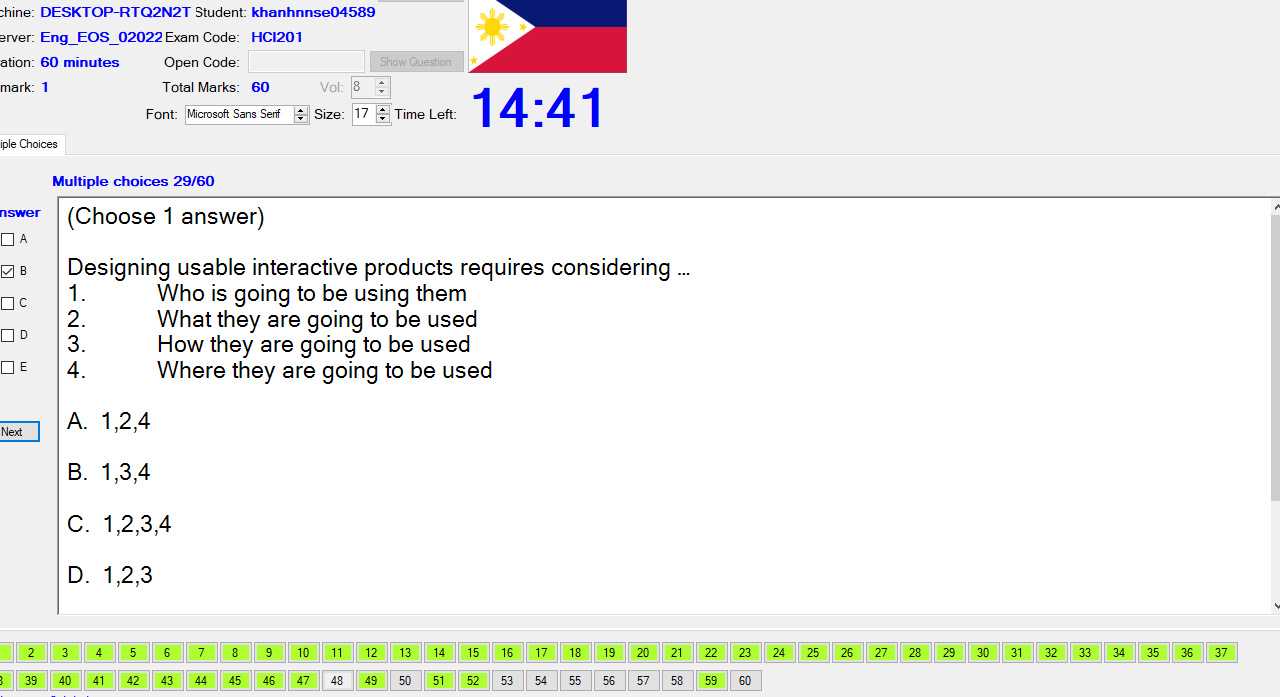 chine: DESKTOP-RTQ2N2T Student: khanhnnse04589
erver: Eng_EOS_02022 Exam Code: HCI201
ation: 60 minutes Open Code: Show Question
mark: 1 Total Marks: 60 Vol: 8
Font: Microsoft Sans Serif Size: 17 Time Left: 14:41
iple Choices
Multiple choices 29/60
nswer
A
B
C
D
E
Next
(Choose 1 answer)
Designing usable interactive products requires considering ...
1. Who is going to be using them
2. What they are going to be used
3. How they are going to be used
4. Where they are going to be used
A. 1,2,4
B. 1,3,4
C. 1,2,3,4
D. 1,2,3
2 3 4 5 6 7 8 9 10 11 12 13 14 15 16 17 18 19 20 21 22 23 24 25 26 27 28 29 30 31 32 33 34 35 36 37
39 40 41 42 43 44 45 46 47 48 49 50 51 52 53 54 55 56 57 58 59 60